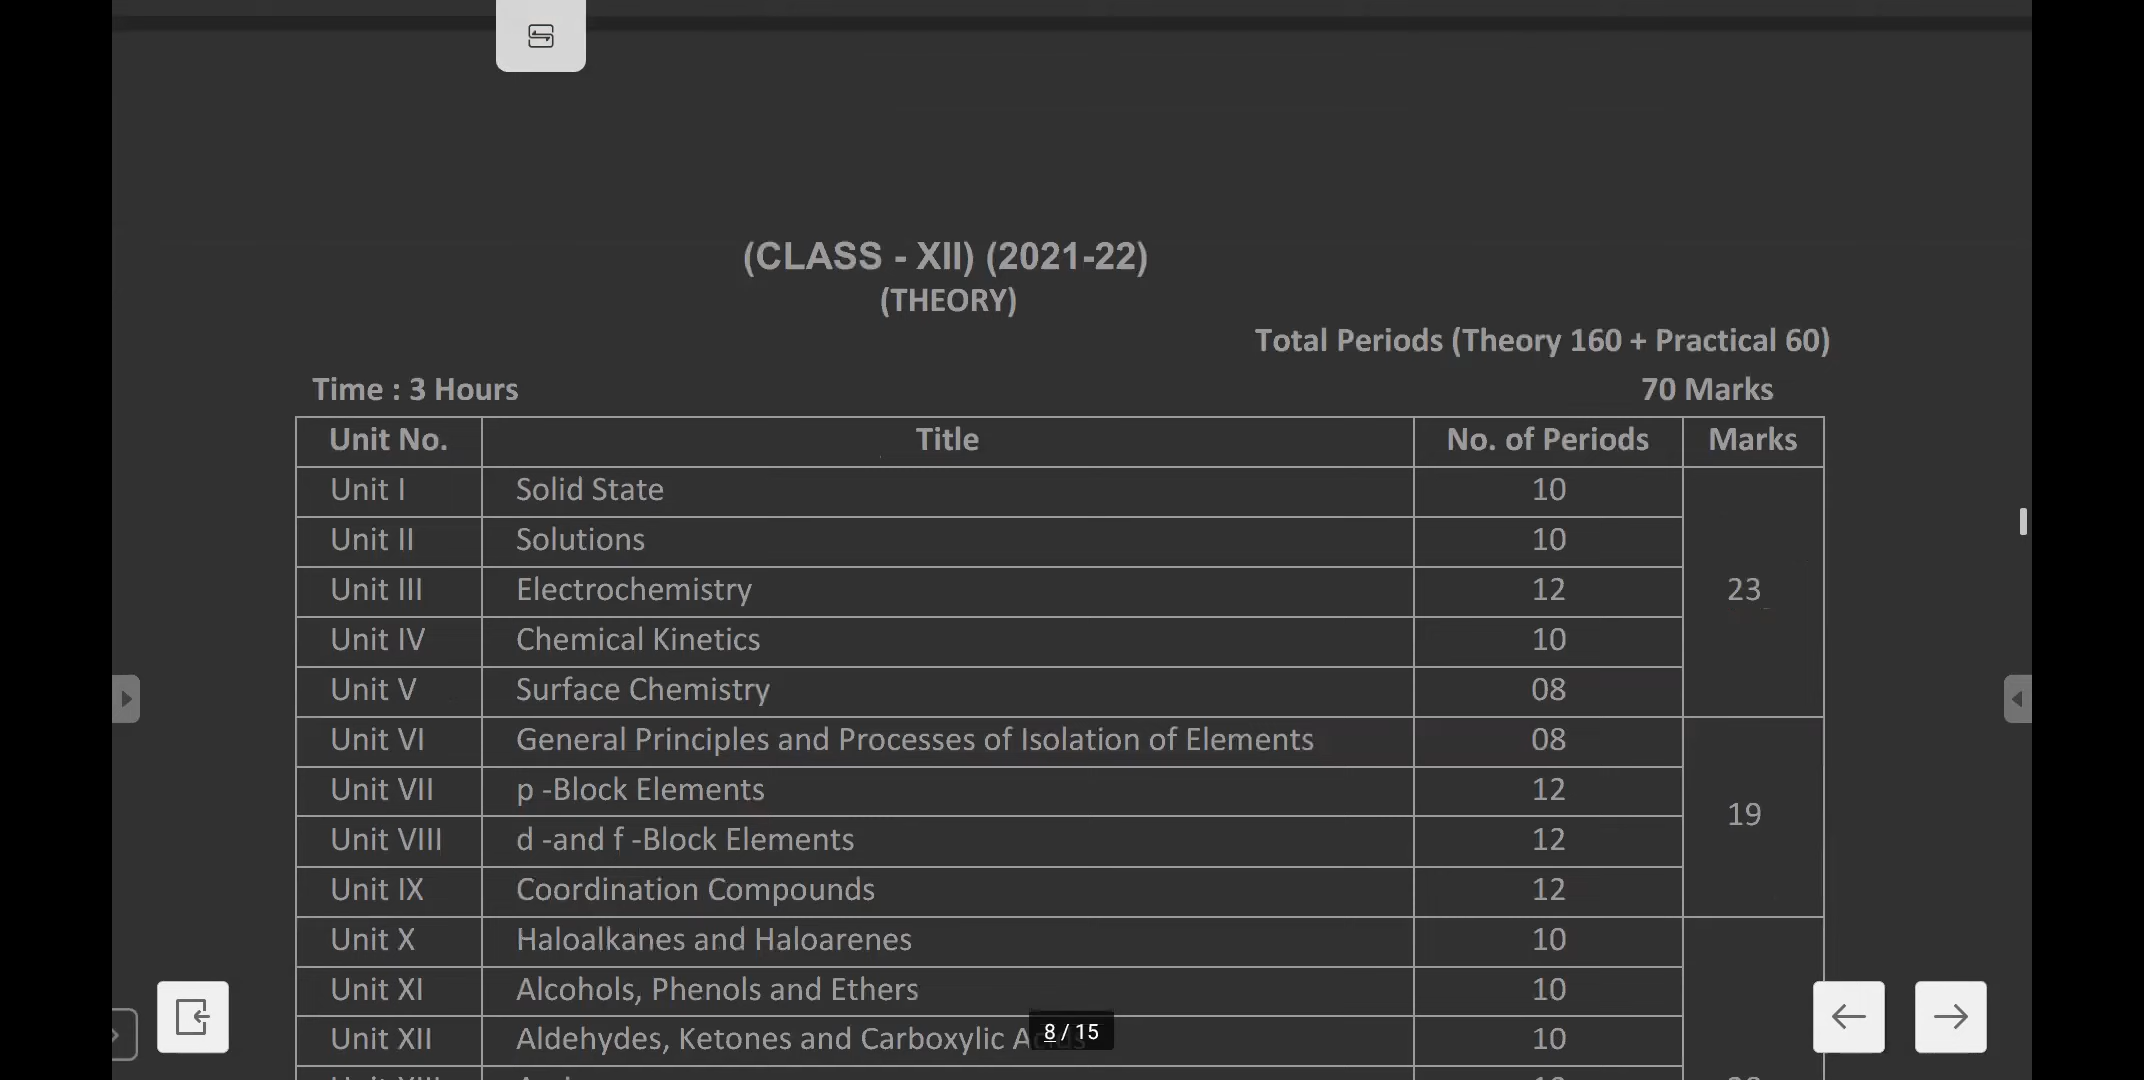 (CLASS - XII) (2021-22)
(THEORY)
Total Periods (Theory 160 + Practical 60)
Time : 3 Hours 70 Marks
Unit No. Title No. of Periods Marks
Unit I Solid State 10
Unit II Solutions 10
Unit III Electrochemistry 12 23
Unit IV Chemical Kinetics 10
Unit V Surface Chemistry 08
Unit VI General Principles and Processes of Isolation of Elements 08
Unit VII p -Block Elements 12
19
Unit VIII d -and f -Block Elements 12
Unit IX Coordination Compounds 12
Unit X Haloalkanes and Haloarenes 10
Unit XI Alcohols, Phenols and Ethers 10
Unit XII Aldehydes, Ketones and Carboxylic 10
8 / 15